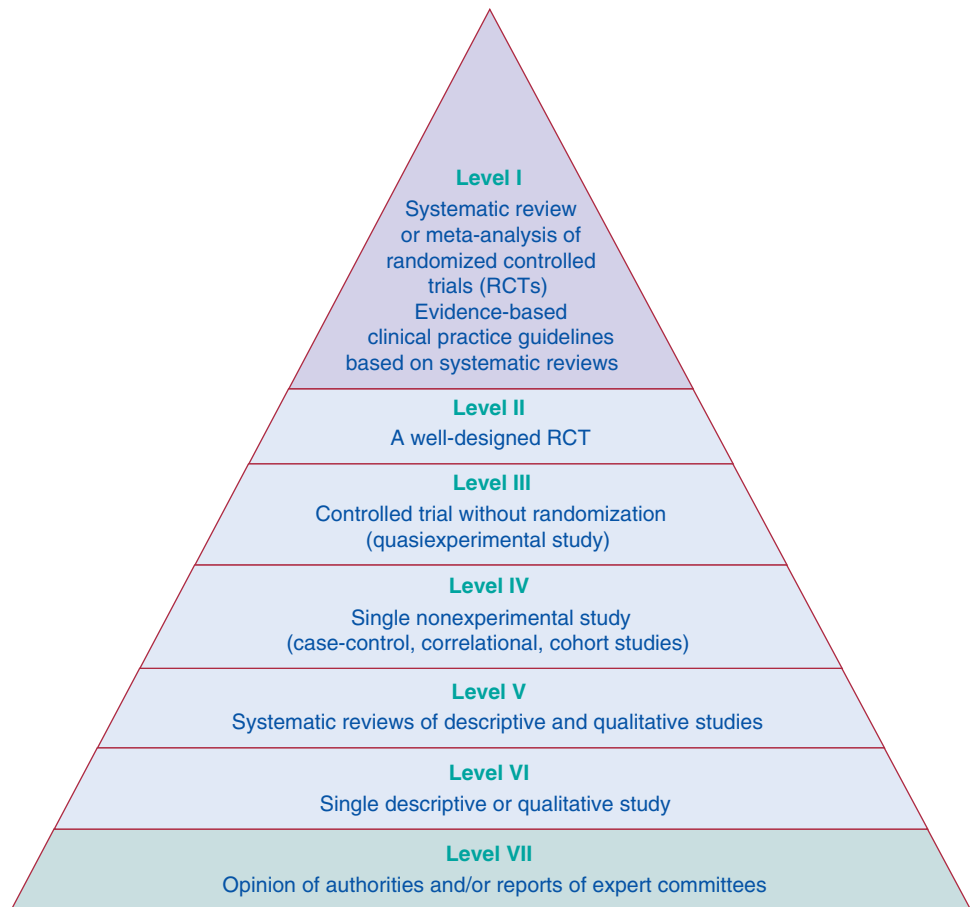 Level I
Systematic review
or meta-analysis of
randomized controlled
trials (RCTs)
Evidence-based
clinical practice guidelines
based on systematic reviews
Level II
A well-designed RCT
Level III
Controlled trial without randomization
(quasiexperimental study)
Level IV
Single nonexperimental study
(case-control, correlational, cohort studies)
Level V
Systematic reviews of descriptive and qualitative studies
Level VI
Single descriptive or qualitative study
Level VII
Opinion of authorities and/or reports of expert committees